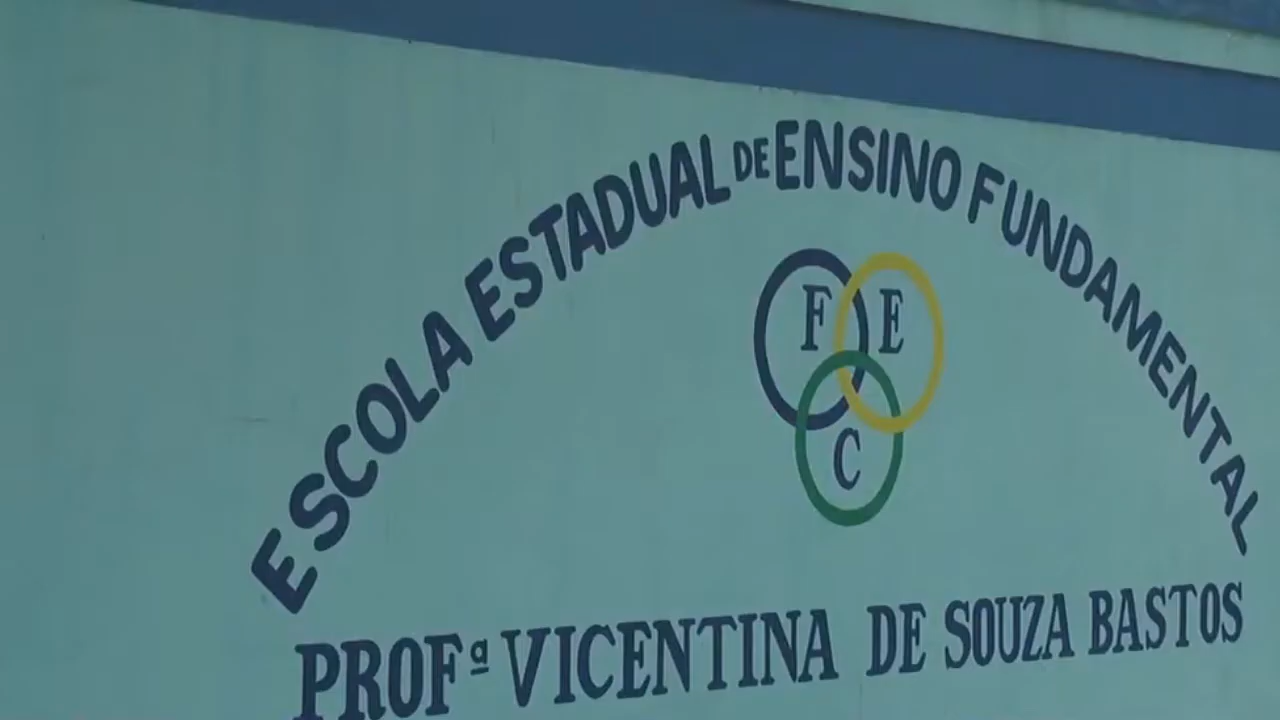 ESCOLA ESTADUAL DE ENSINO FUNDAMENTAL
F E
C
PROFª VICENTINA DE SOUZA BASTOS